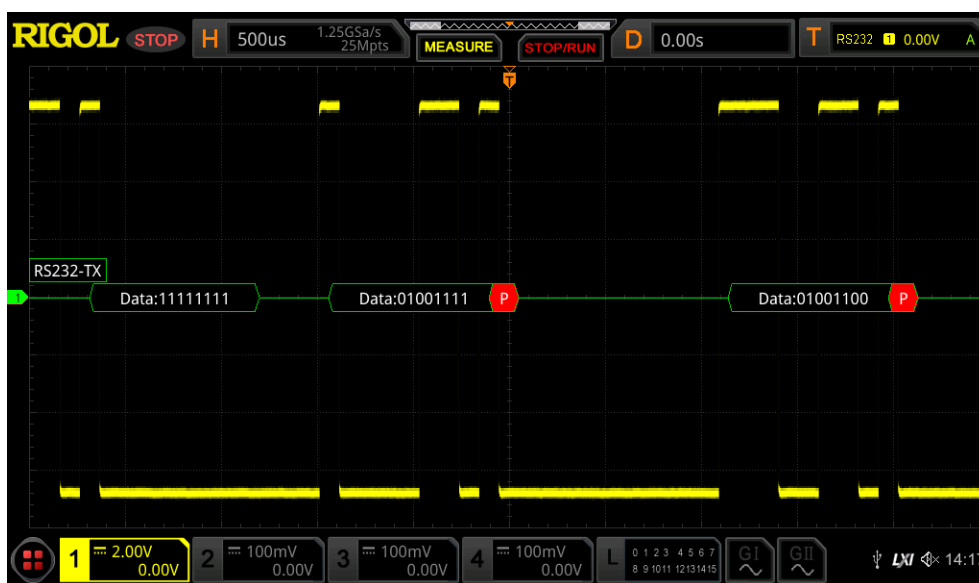 RIGOL STOP H 500us 1.25GSa/s 25Mpts MEASURE STOP/RUN D 0.00s T RS232 1 0.00V A
T
RS232-TX
1 Data:11111111 Data:01001111 P Data:01001100 P
1 2.00V 0.00V 2 100mV 0.00V 3 100mV 0.00V 4 100mV 0.00V L 0 1 2 3 4 5 6 7 8 9 10 11 12 13 14 15 GI GII LXI